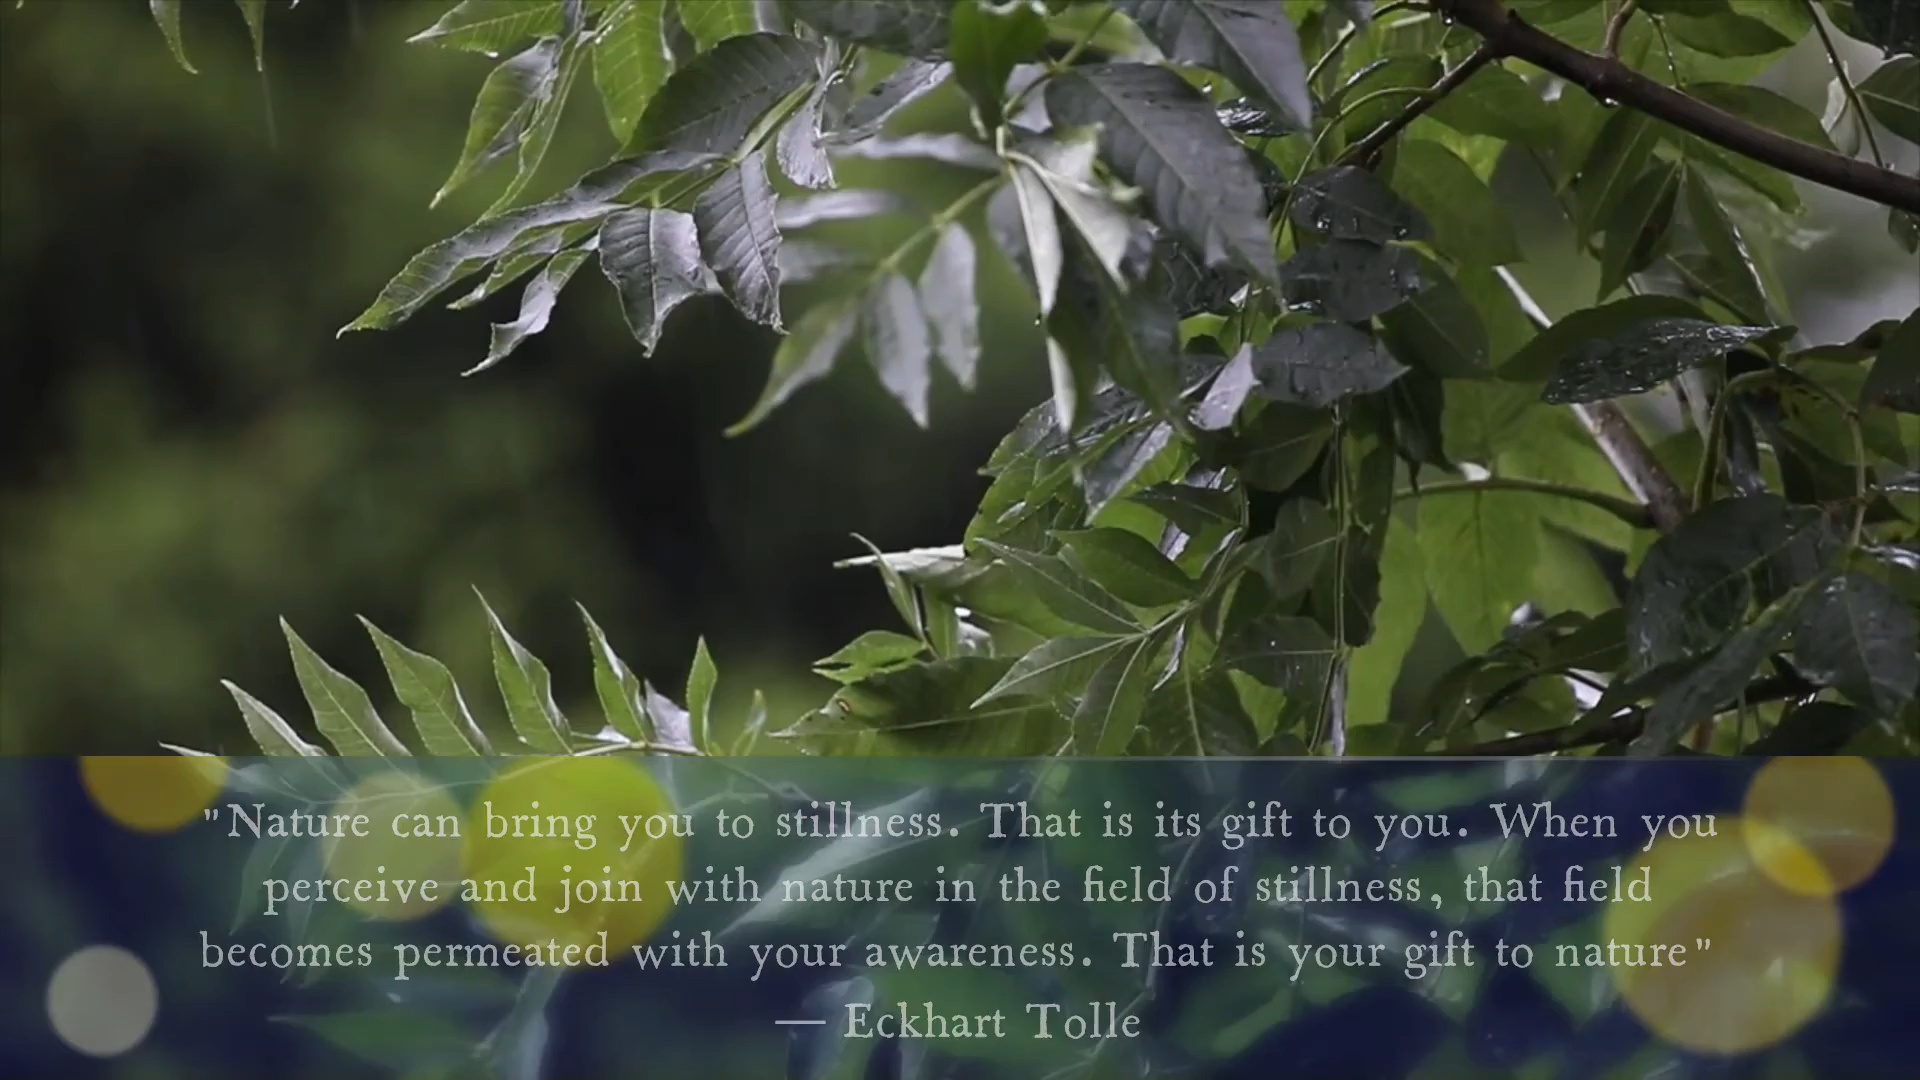 "Nature can bring you to stillness. That is its gift to you. When you
perceive and join with nature in the field of stillness, that field
becomes permeated with your awareness. That is your gift to nature"
— Eckhart Tolle